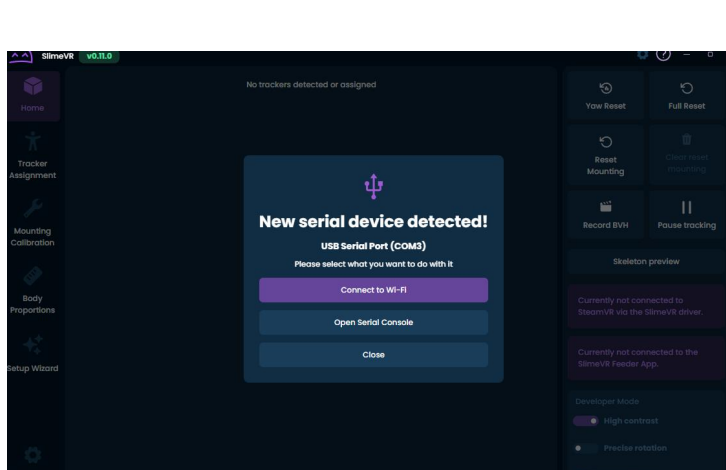 SlimeVR v0.11.0
No trackers detected or assigned
Home
Tracker
Assignment
Mounting
Calibration
Body
Proportions
Setup Wizard
New serial device detected!
USB Serial Port (COM3)
Please select what you want to do with it
Connect to Wi-Fi
Open Serial Console
Close
Yaw Reset
Full Reset
Reset
Mounting
Clear reset
mounting
Record BVH
Pause tracking
Skeleton preview
Currently not connected to
SteamVR via the SlimeVR driver.
Currently not connected to the
SlimeVR Feeder App.
Developer Mode
High contrast
Precise rotation